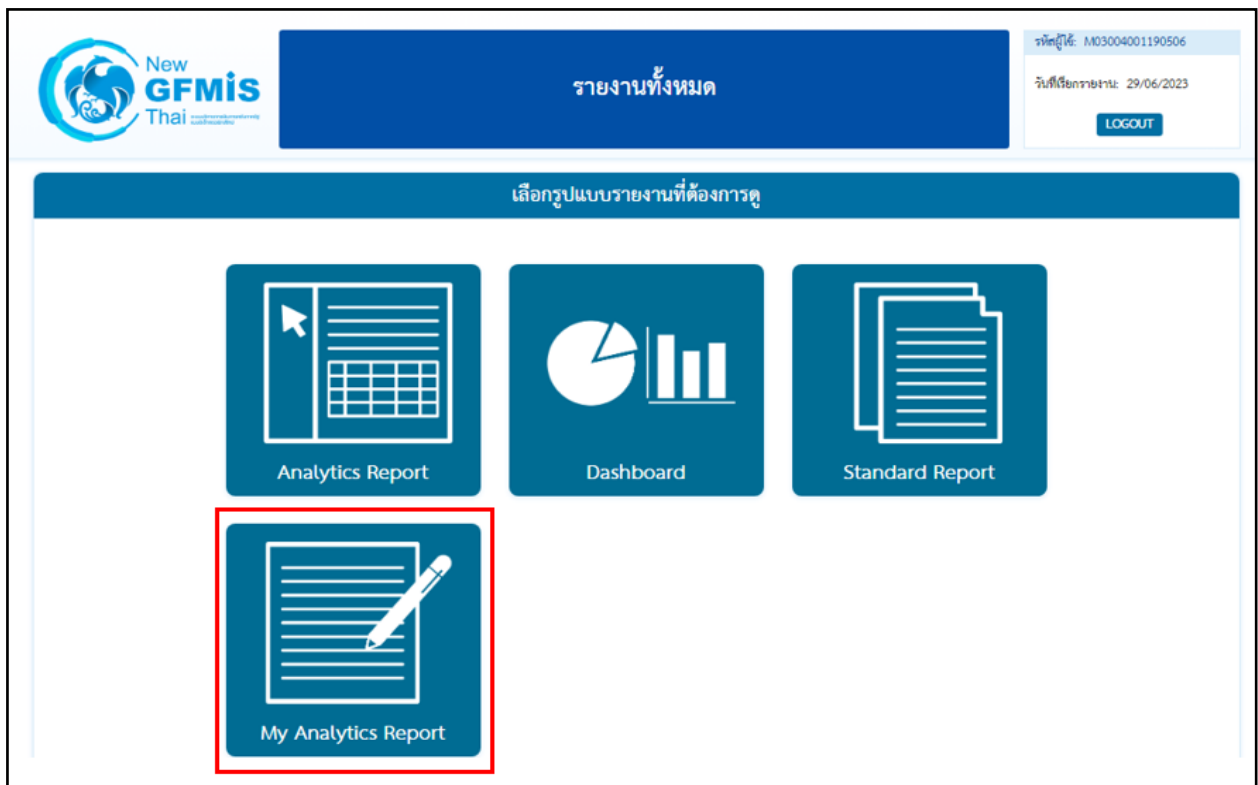 New
GFMIS
Thai
รายงานทั้งหมด
รหัสผู้ใช้: M03004001190506
วันที่เรียกรายงาน: 29/06/2023
LOGOUT
เลือกรูปแบบรายงานที่ต้องการดู
Analytics Report
Dashboard
Standard Report
My Analytics Report